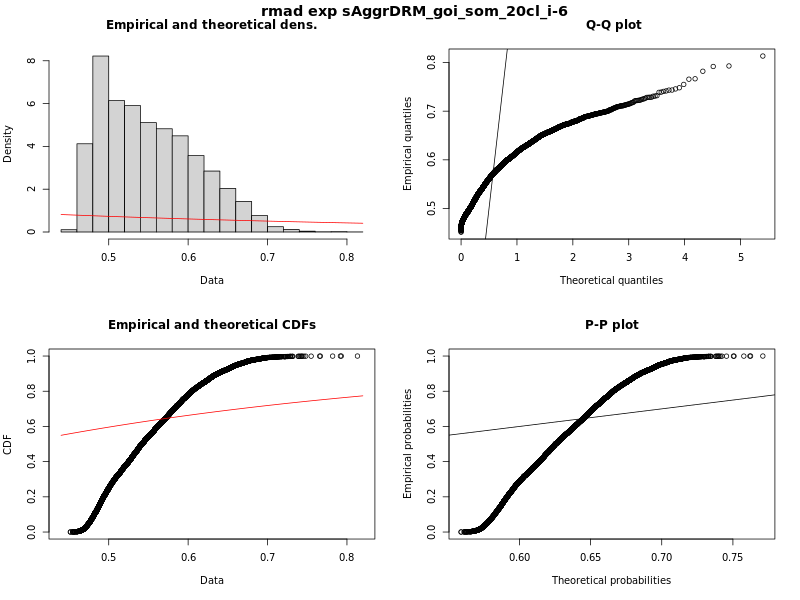 rmad exp sAggrDRM_goi_som_20cl_i-6
Empirical and theoretical dens.
Density
0 2 4 6 8
0.5 0.6 0.7 0.8
Data
Q-Q plot
Empirical quantiles
0.5 0.6 0.7 0.8
0 1 2 3 4 5
Theoretical quantiles
Empirical and theoretical CDFs
CDF
0.0 0.2 0.4 0.6 0.8 1.0
0.5 0.6 0.7 0.8
Data
P-P plot
Empirical probabilities
0.0 0.2 0.4 0.6 0.8 1.0
0.60 0.65 0.70 0.75
Theoretical probabilities